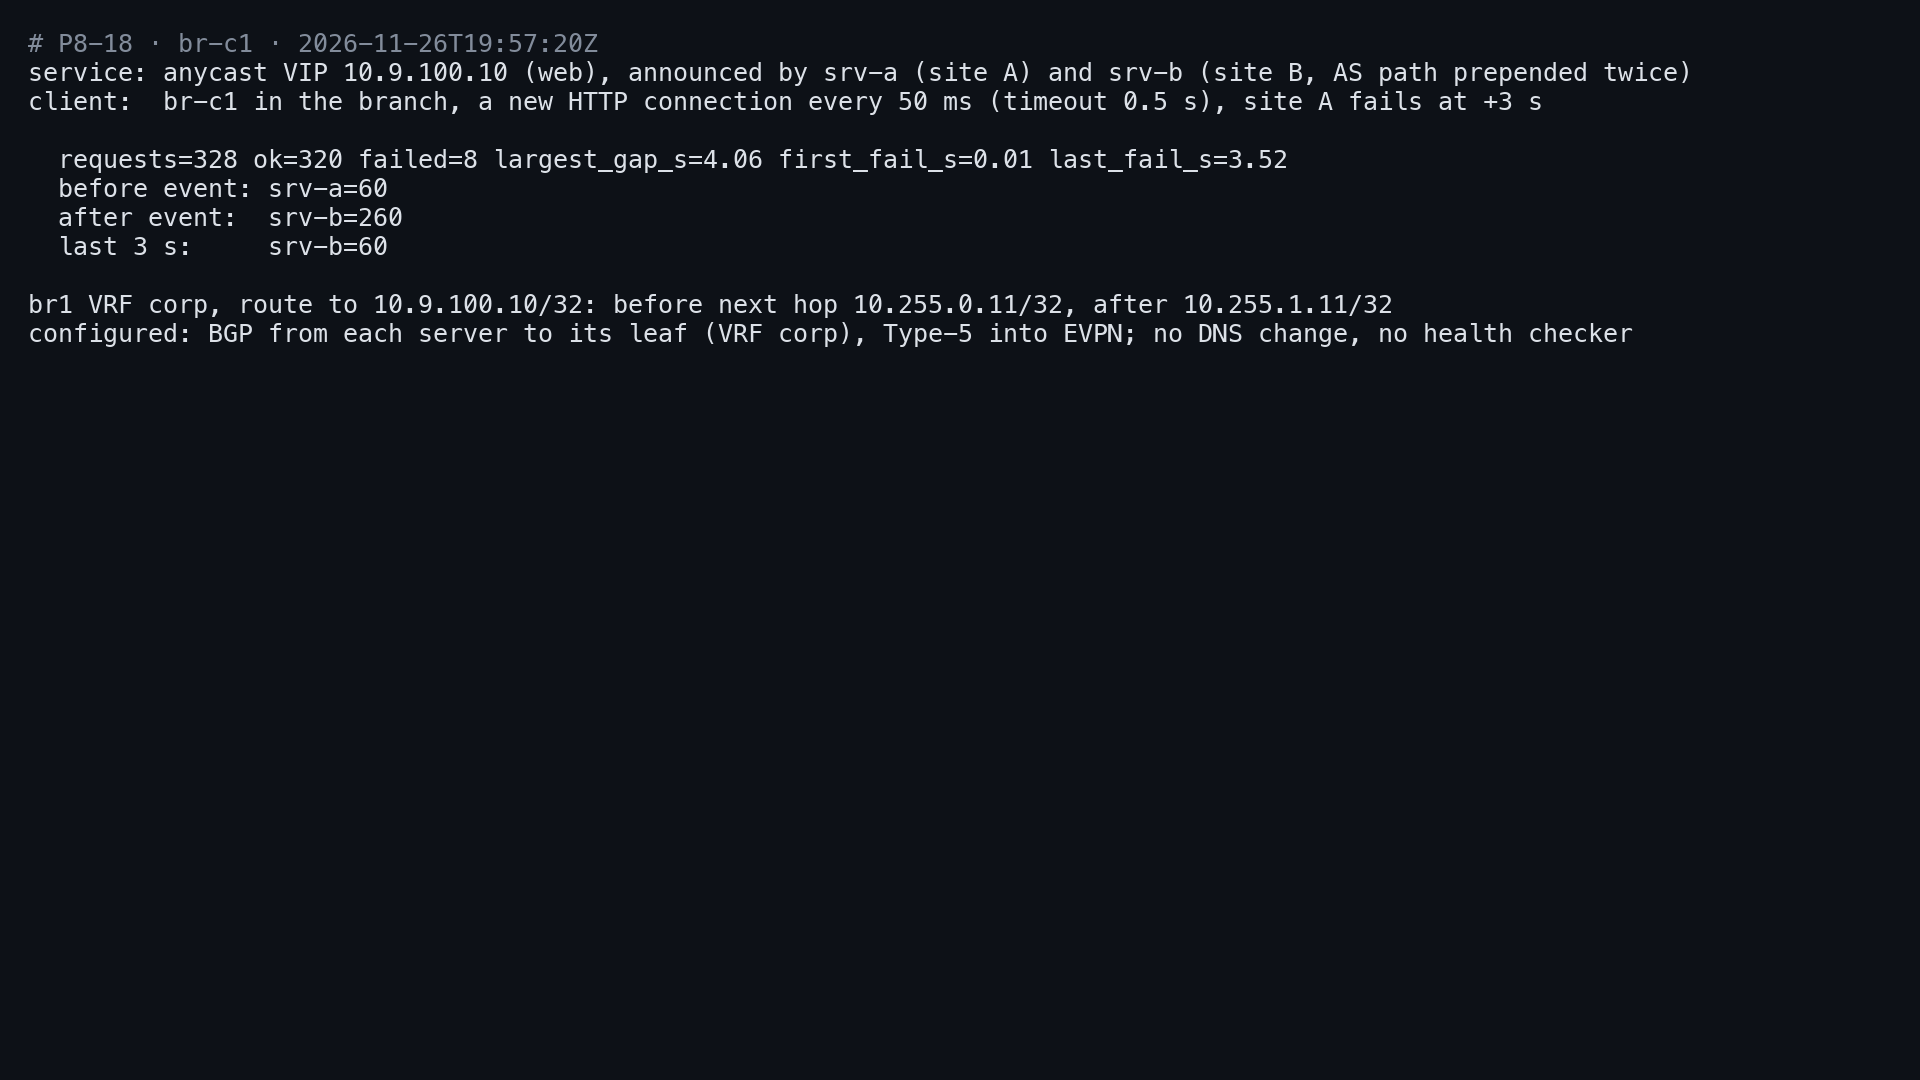 # P8-18 · br-c1 · 2026-11-26T19:57:20Z
service: anycast VIP 10.9.100.10 (web), announced by srv-a (site A) and srv-b (site B, AS path prepended twice)
client:  br-c1 in the branch, a new HTTP connection every 50 ms (timeout 0.5 s), site A fails at +3 s
  requests=328 ok=320 failed=8 largest_gap_s=4.06 first_fail_s=0.01 last_fail_s=3.52
  before event: srv-a=60
  after event:  srv-b=260
  last 3 s:     srv-b=60
br1 VRF corp, route to 10.9.100.10/32: before next hop 10.255.0.11/32, after 10.255.1.11/32
configured: BGP from each server to its leaf (VRF corp), Type-5 into EVPN; no DNS change, no health checker